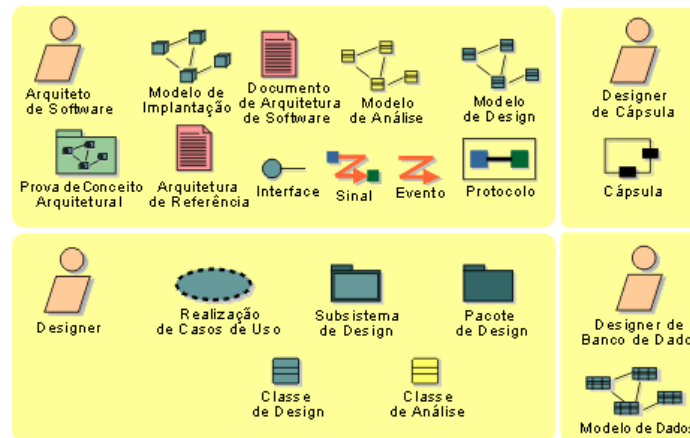 Arquiteto
de Software
Modelo de
Implantação
Documento
de Arquitetura
de Software
Modelo
de Análise
Modelo
de Design
Prova de Conceito
Arquitetural
Arquitetura
de Referência
Interface
Sinal
Evento
Protocolo
Designer
de Cápsula
Cápsula
Designer
Realização
de Casos de Uso
Subsistema
de Design
Pacote
de Design
Classe
de Design
Classe
de Análise
Designer de
Banco de Dado
Modelo de Dados